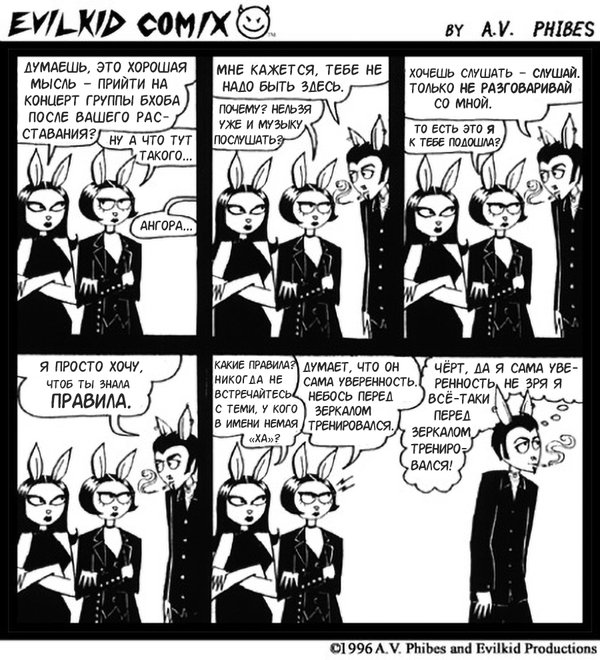 EVILKID COMIX
TM
BY A.V. PHIBES
ДУМАЕШЬ, ЭТО ХОРОШАЯ
МЫСЛЬ – ПРИЙТИ НА
КОНЦЕРТ ГРУППЫ БХОБА
ПОСЛЕ ВАШЕГО РАС-
СТАВАНИЯ?
НУ А ЧТО ТУТ
ТАКОГО...
АНГОРА...
МНЕ КАЖЕТСЯ, ТЕБЕ НЕ
НАДО БЫТЬ ЗДЕСЬ.
ПОЧЕМУ? НЕЛЬЗЯ
УЖЕ И МУЗЫКУ
ПОСЛУШАТЬ?
ХОЧЕШЬ СЛУШАТЬ – СЛУШАЙ.
ТОЛЬКО НЕ РАЗГОВАРИВАЙ
СО МНОЙ.
ТО ЕСТЬ ЭТО Я
К ТЕБЕ ПОДОШЛА?
Я ПРОСТО ХОЧУ,
ЧТОБ ТЫ ЗНАЛА
ПРАВИЛА.
КАКИЕ ПРАВИЛА?
НИКОГДА НЕ
ВСТРЕЧАЙТЕСЬ
С ТЕМИ, У КОГО
В ИМЕНИ НЕМАЯ
«ХА»?
ДУМАЕТ, ЧТО ОН
САМА УВЕРЕННОСТЬ.
НЕБОСЬ ПЕРЕД
ЗЕРКАЛОМ
ТРЕНИРОВАЛСЯ.
ЧЁРТ, ДА Я САМА УВЕ-
РЕННОСТЬ. НЕ ЗРЯ Я
ВСЁ-ТАКИ
ПЕРЕД
ЗЕРКАЛОМ
ТРЕНИРО-
ВАЛСЯ!
©1996 A.V. Phibes and Evilkid Productions